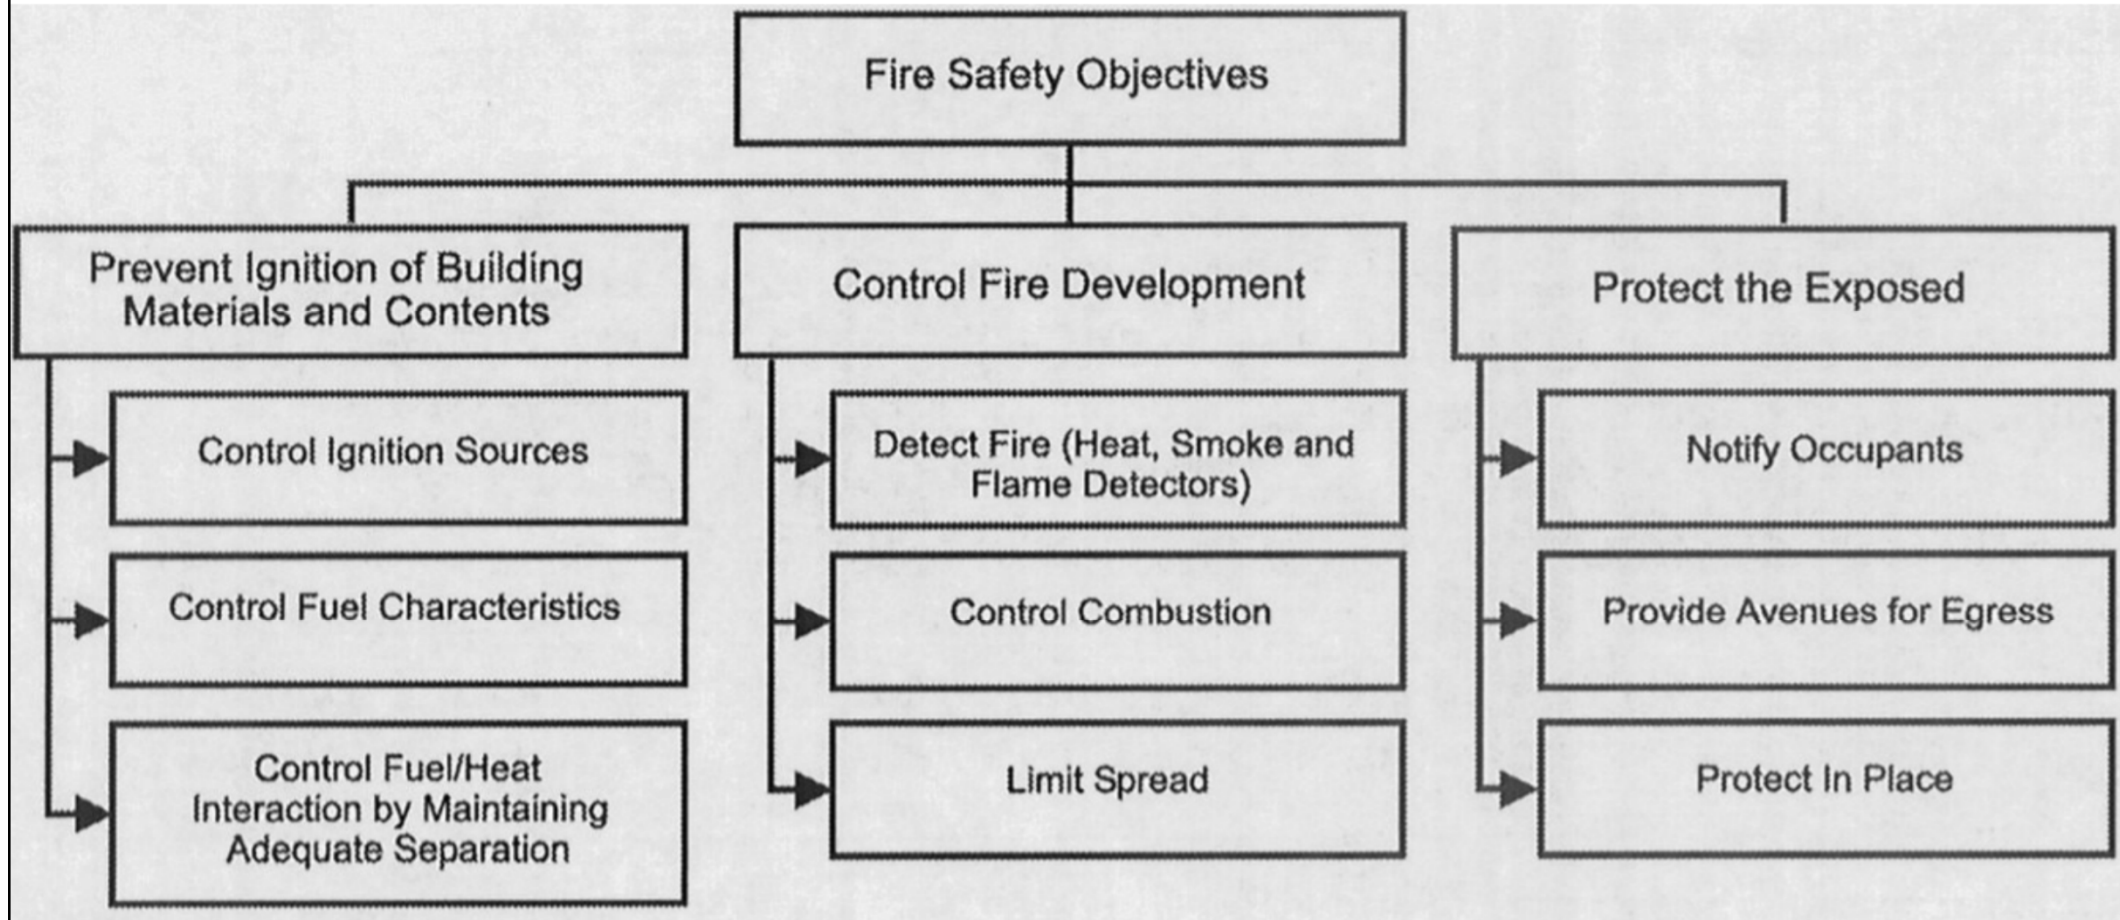 Fire Safety Objectives
Prevent Ignition of Building
Materials and Contents
Control Ignition Sources
Control Fuel Characteristics
Control Fuel/Heat
Interaction by Maintaining
Adequate Separation
Control Fire Development
Detect Fire (Heat, Smoke and
Flame Detectors)
Control Combustion
Limit Spread
Protect the Exposed
Notify Occupants
Provide Avenues for Egress
Protect In Place